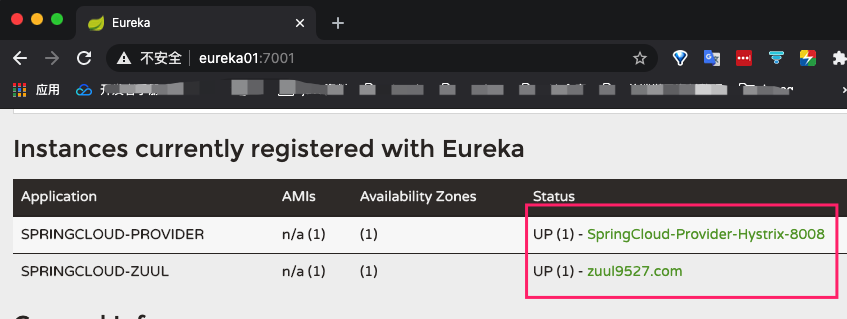 Eureka
不安全 eureka01:7001
应用
Instances currently registered with Eureka
Application AMIs Availability Zones Status
SPRINGCLOUD-PROVIDER n/a (1) (1) UP (1) - SpringCloud-Provider-Hystrix-8008
SPRINGCLOUD-ZUUL n/a (1) (1) UP (1) - zuul9527.com